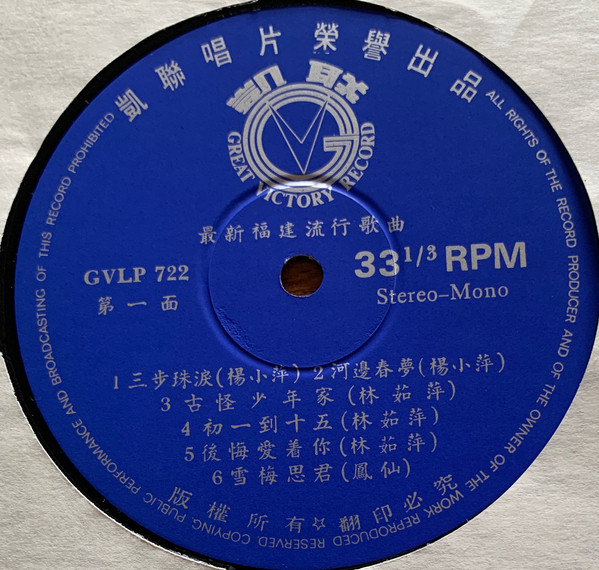 凱聯唱片榮譽出品
凱联
GREAT VICTORY RECORD
最新福建流行歌曲
GVLP 722
第一面
33 1/3 RPM
Stereo-Mono
1三步珠淚(楊小萍) 2河邊春夢(楊小萍)
3古怪少年家(林茹萍)
4初一到十五(林茹萍)
5後悔愛着你(林茹萍)
6雪梅思君(鳳仙)
版權所有☆翻印必究
ALL RIGHTS OF THE RECORD PRODUCER AND OF THE OWNER OF THE WORK REPRODUCED RESERVED. COPYING, PUBLIC PERFORMANCE AND BROADCASTING OF THIS RECORD PROHIBITED